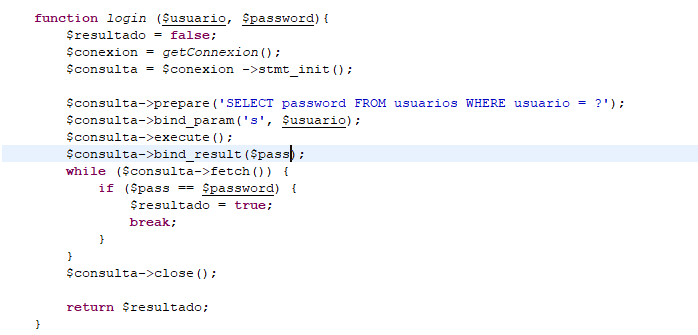 function login ($usuario, $password){
$resultado = false;
$conexion = getConnexion();
$consulta = $conexion ->stmt_init();
$consulta->prepare('SELECT password FROM usuarios WHERE usuario = ?');
$consulta->bind_param('s', $usuario);
$consulta->execute();
$consulta->bind_result($pass);
while ($consulta->fetch()) {
if ($pass == $password) {
$resultado = true;
break;
}
}
$consulta->close();
return $resultado;
}